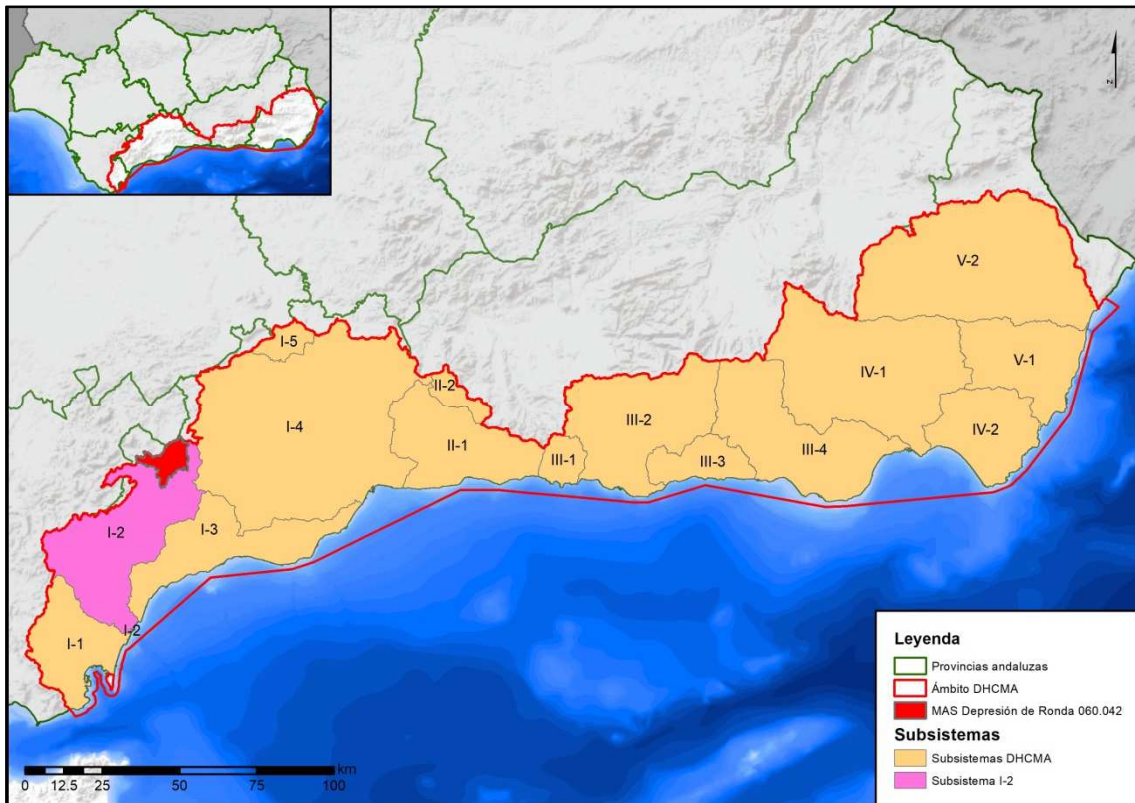 Z
V-2
I-5
V-1
IV-1
II-2
I-4
III-2
IV-2
II-1
III-1
III-3
III-4
I-3
I-2
I-1
I-2
km
0 12.5 25 50 75 100
Leyenda
Provincias andaluzas
Ámbito DHCMA
MAS Depresión de Ronda 060.042
Subsistemas
Subsistemas DHCMA
Subsistema I-2